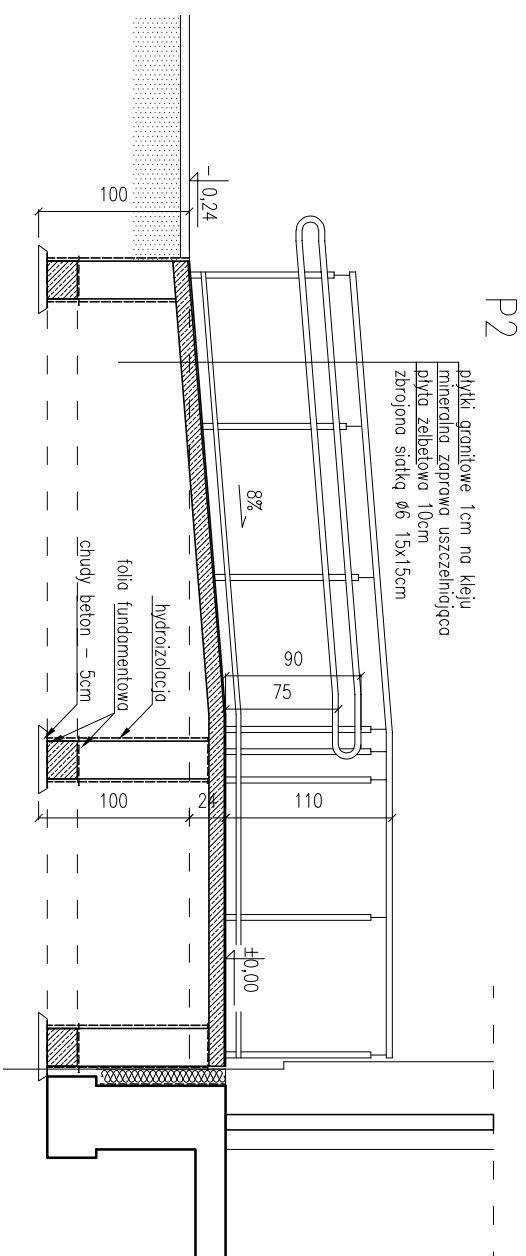 P2
płytki granitowe 1cm na kleju
mineralna zaprawa uszczelniająca
płyta żelbetowa 10cm
zbrojona siatką ø6 15x15cm
-0,24
100
8%
90
75
110
24
100
±0,00
hydroizolacja
folia fundamentowa
chudy beton - 5cm